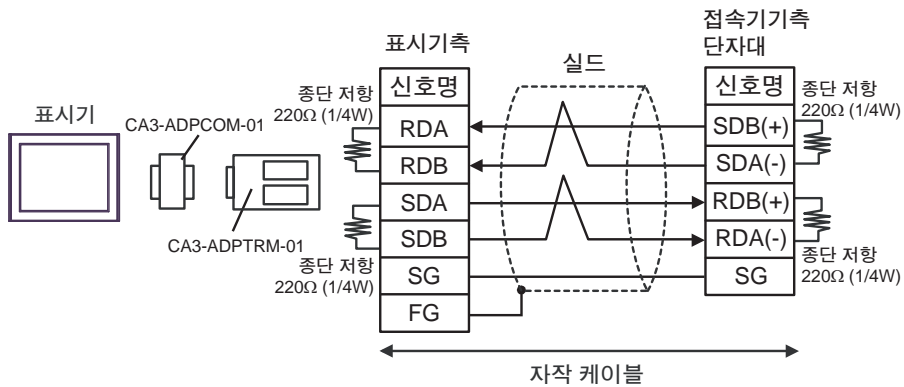 표시기
CA3-ADPCOM-01
CA3-ADPTRM-01
표시기측
신호명
RDA
RDB
SDA
SDB
SG
FG
종단 저항
220Ω (1/4W)
종단 저항
220Ω (1/4W)
실드
접속기기측
단자대
신호명
SDB(+)
SDA(-)
RDB(+)
RDA(-)
SG
종단 저항
220Ω (1/4W)
종단 저항
220Ω (1/4W)
자작 케이블